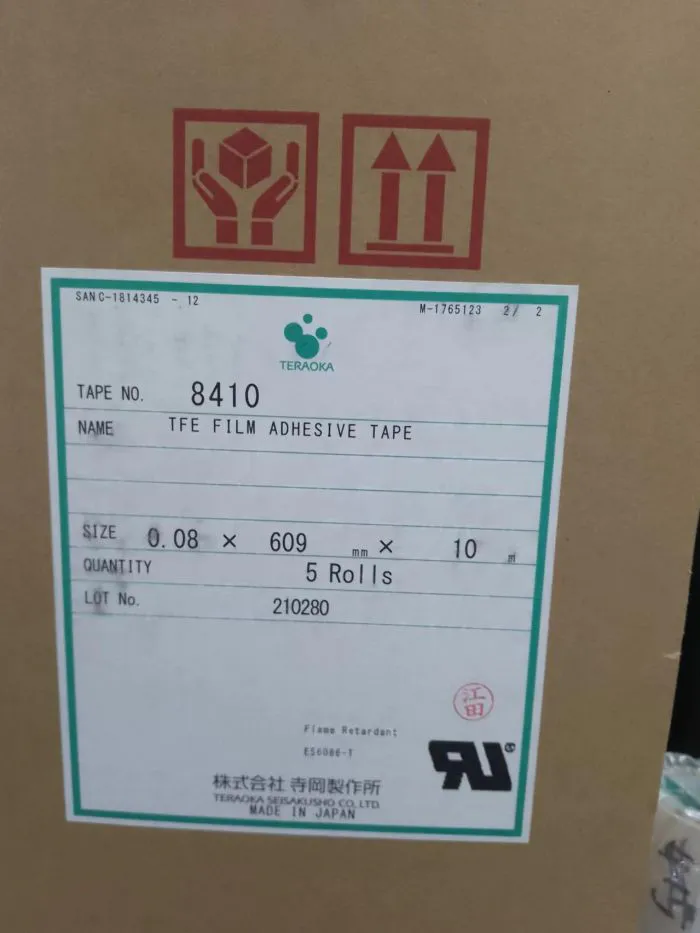 SANC-1814345 - 12
M-1765123 2/ 2
TERAOKA
TAPE NO. 8410
NAME TFE FILM ADHESIVE TAPE
SIZE 0.08 × 609 mm × 10 m
QUANTITY 5 Rolls
LOT No. 210280
江田
Flame Retardant
E56086-T
株式会社 寺岡製作所
TERAOKA SEISAKUSHO CO., LTD.
MADE IN JAPAN